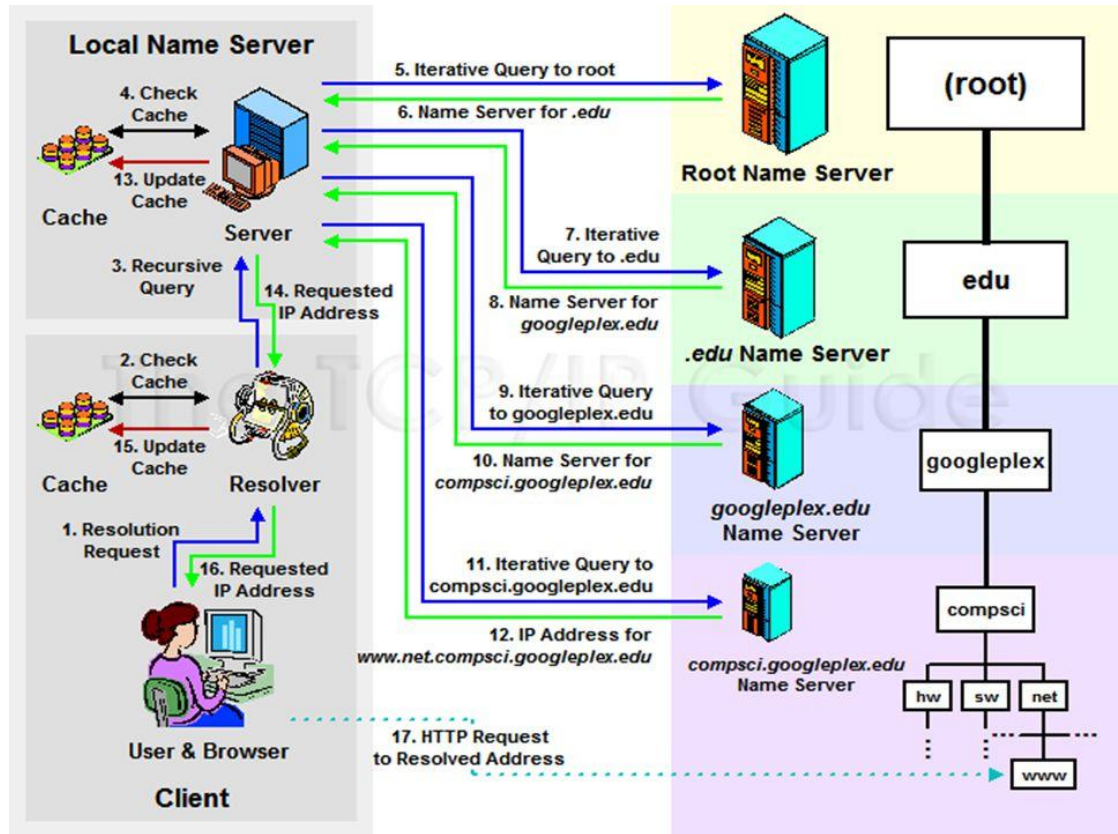 Local Name Server
4. Check
Cache
13. Update
Cache
Cache
Server
3. Recursive
Query
14. Requested
IP Address
2. Check
Cache
15. Update
Cache
Cache
Resolver
1. Resolution
Request
16. Requested
IP Address
User & Browser
Client
5. Iterative Query to root
6. Name Server for .edu
7. Iterative
Query to .edu
8. Name Server for
googleplex.edu
9. Iterative Query
to googleplex.edu
10. Name Server for
compsci.googleplex.edu
11. Iterative Query to
compsci.googleplex.edu
12. IP Address for
www.net.compsci.googleplex.edu
17. HTTP Request
to Resolved Address
Root Name Server
.edu Name Server
googleplex.edu
Name Server
compsci.googleplex.edu
Name Server
(root)
edu
googleplex
compsci
hw
sw
net
www
The TCP/IP Guide